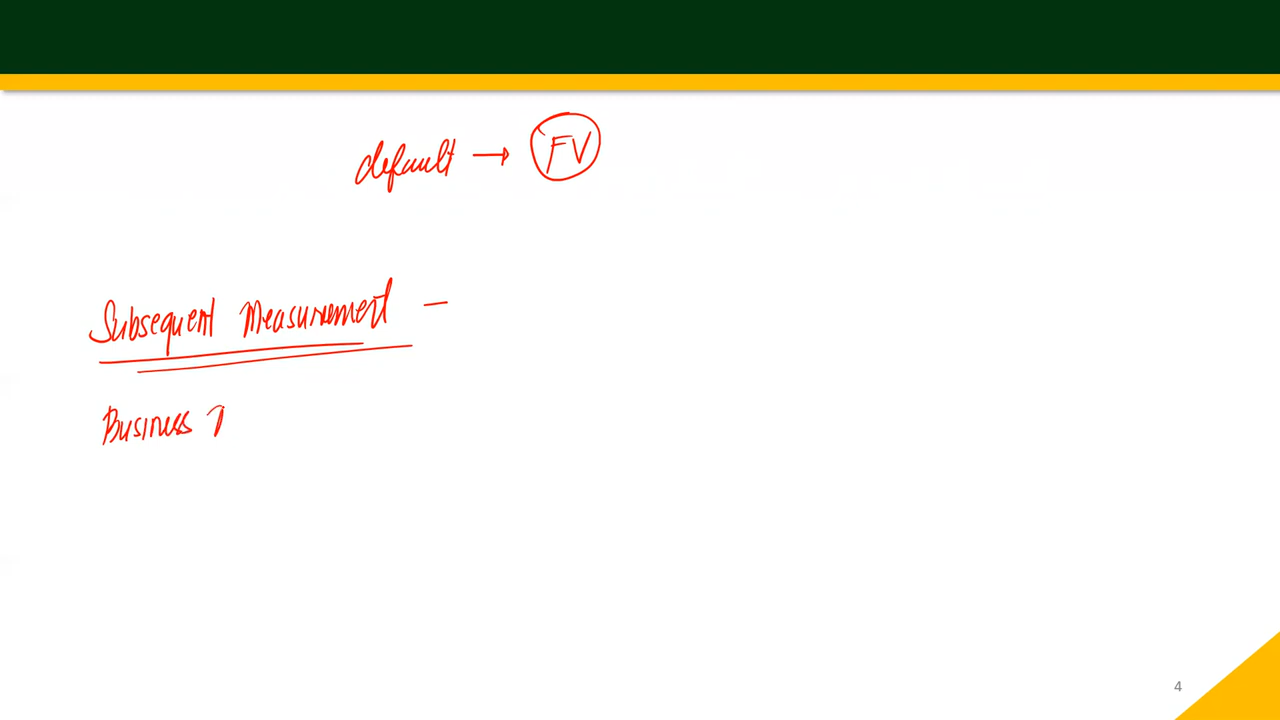 default → FV
Subsequent Measurement –
Business
4